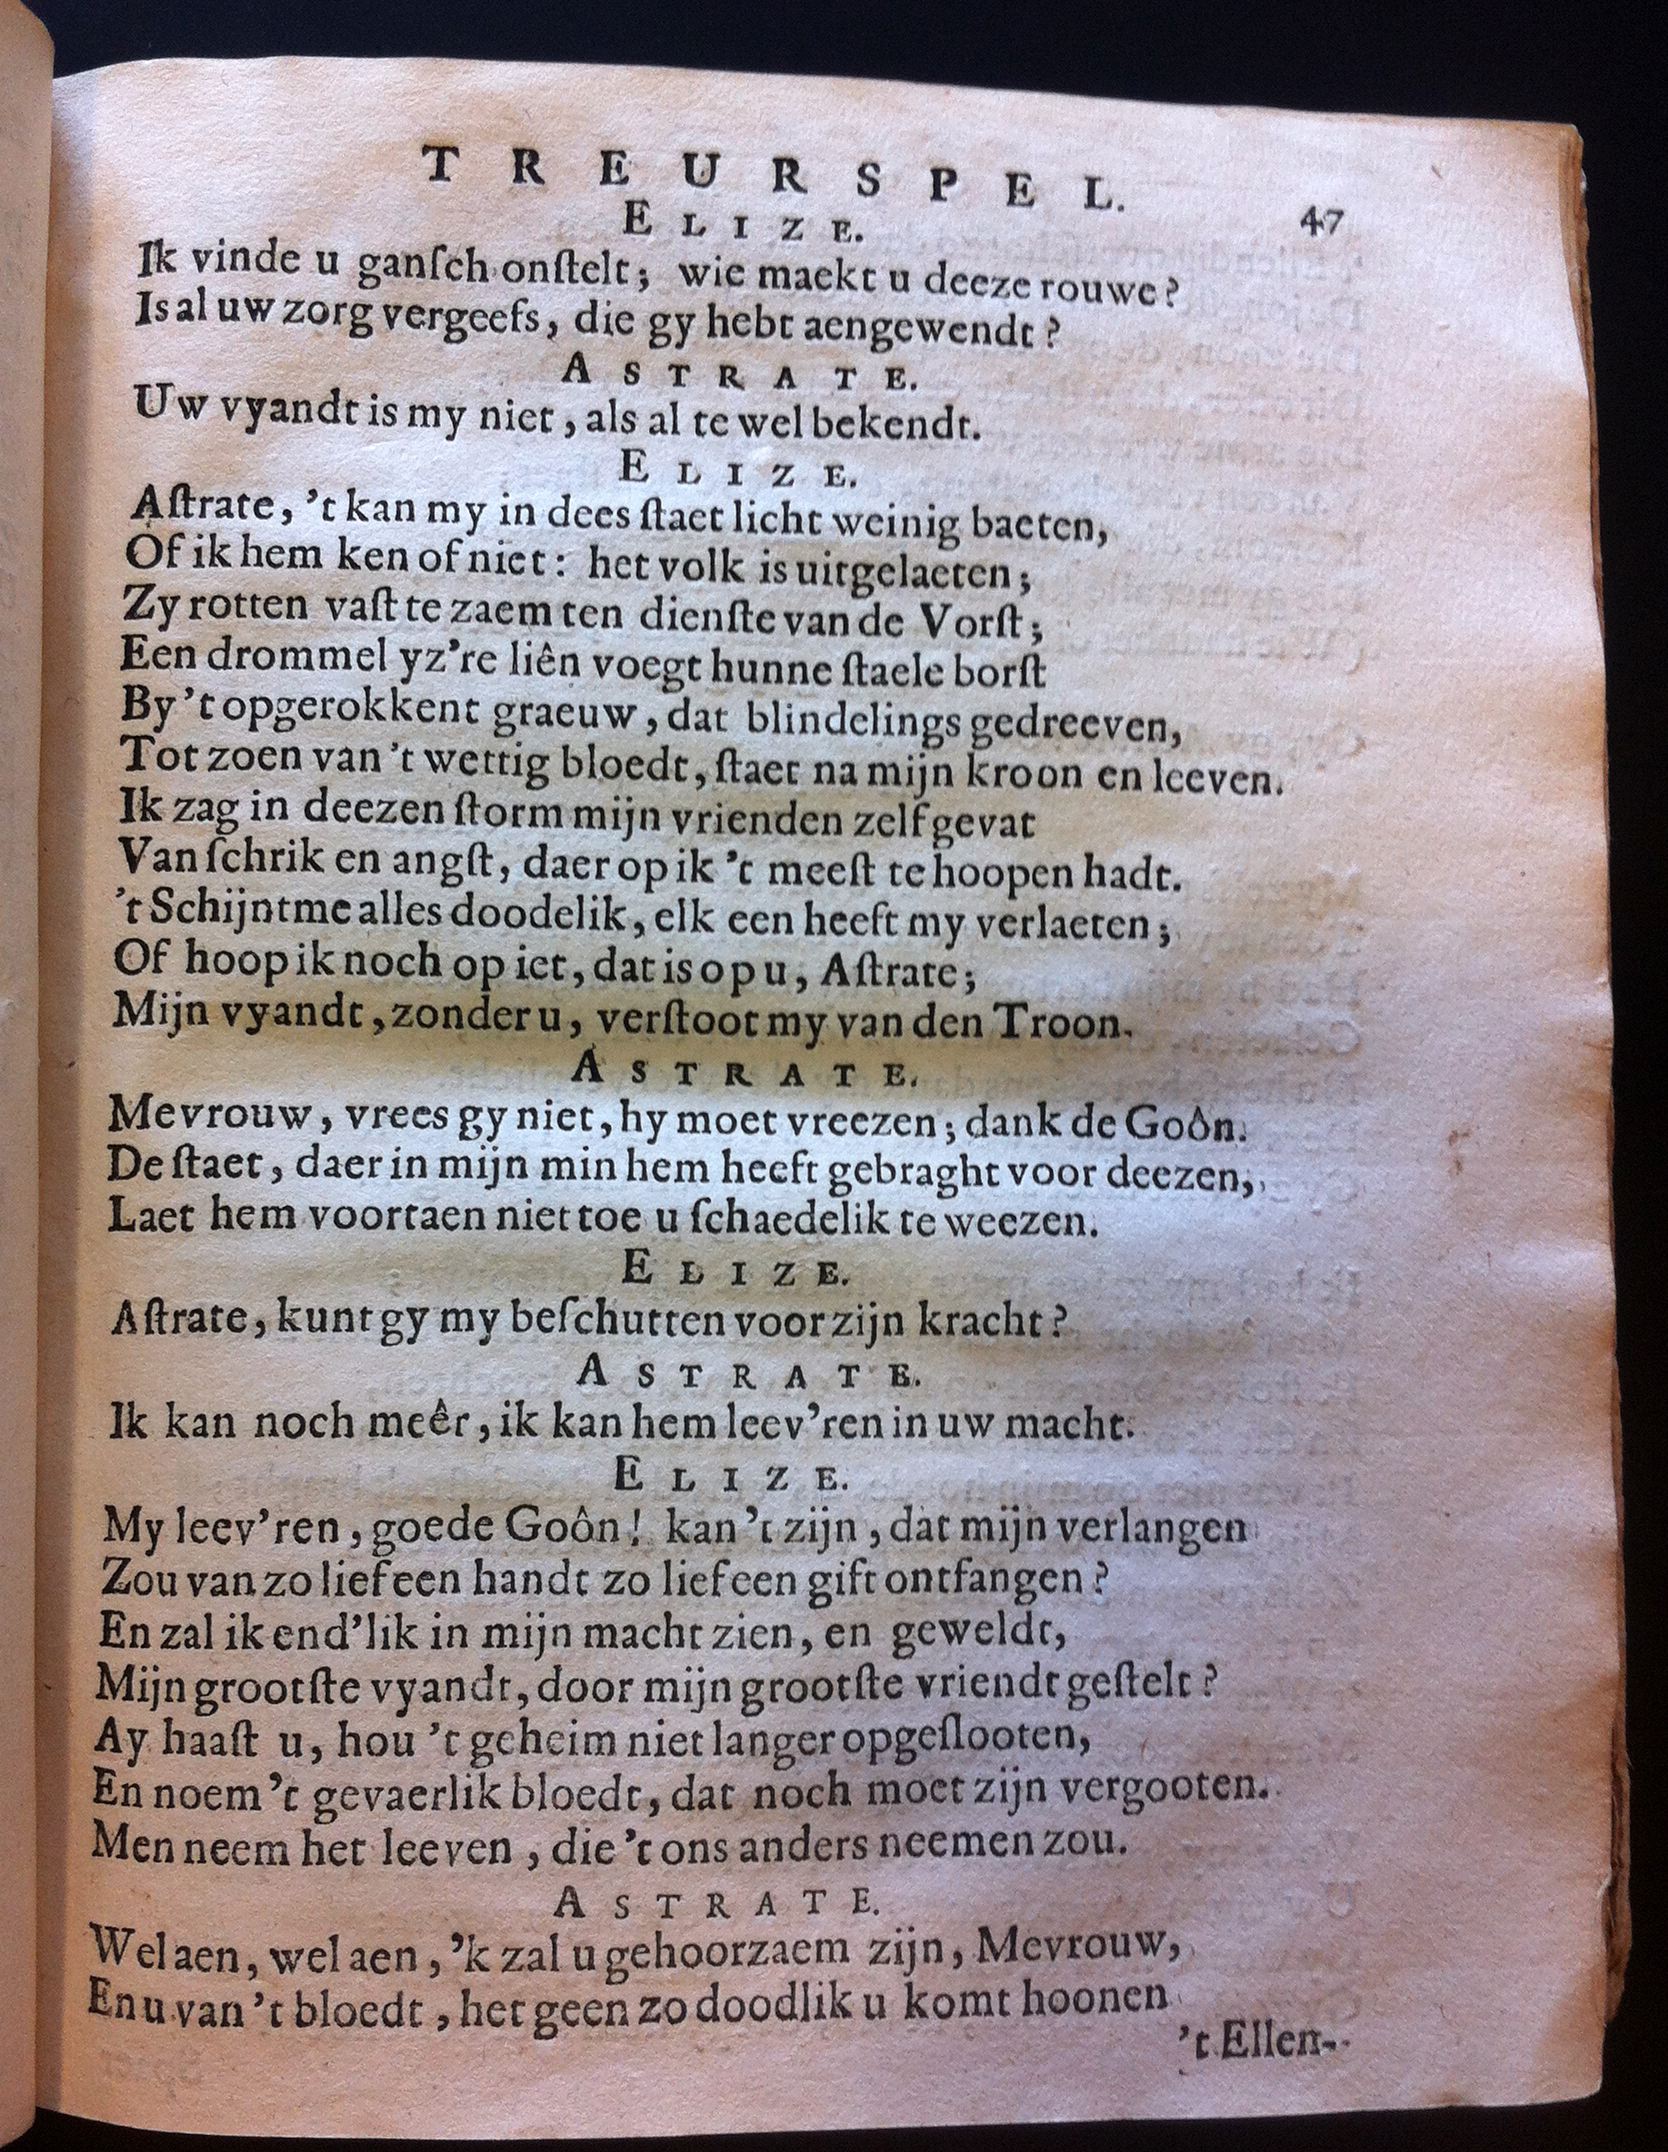 TREURSPEL. 47
ELIZE.
Ik vinde u ganſch onſtelt; wie maekt u deeze rouwe?
Is al uw zorg vergeefs, die gy hebt aengewendt?
ASTRATE.
Uw vyandt is my niet, als al te wel bekendt.
ELIZE.
Aſtrate, 't kan my in dees ſtaet licht weinig baeten,
Of ik hem ken of niet: het volk is uitgelaeten;
Zy rotten vaſt te zaem ten dienſte van de Vorſt;
Een drommel yz're liên voegt hunne ſtaele borſt
By 't opgerokkent graeuw, dat blindelings gedreeven,
Tot zoen van 't wettig bloedt, ſtaet na mijn kroon en leeven.
Ik zag in deezen ſtorm mijn vrienden zelf gevat
Van ſchrik en angſt, daer op ik 't meeſt te hoopen hadt.
't Schijnt me alles doodelik, elk een heeft my verlaeten;
Of hoop ik noch op iet, dat is op u, Aſtrate;
Mijn vyandt, zonder u, verſtoot my van den Troon.
ASTRATE.
Mevrouw, vrees gy niet, hy moet vreezen; dank de Goôn.
De ſtaet, daer in mijn min hem heeft gebraght voor deezen,
Laet hem voortaen niet toe u ſchaedelik te weezen.
ELIZE.
Aſtrate, kunt gy my beſchutten voor zijn kracht?
ASTRATE.
Ik kan noch meêr, ik kan hem leev'ren in uw macht.
ELIZE.
My leev'ren, goede Goôn! kan 't zijn, dat mijn verlangen
Zou van zo lief een handt zo lief een gift ontfangen?
En zal ik end'lik in mijn macht zien, en geweldt,
Mijn grootſte vyandt, door mijn grootſte vriendt geſtelt?
Ay haaſt u, hou 't geheim niet langer opgeſlooten,
En noem 't gevaerlik bloedt, dat noch moet zijn vergooten.
Men neem het leeven, die 't ons anders neemen zou.
ASTRATE.
Wel aen, wel aen, 'k zal u gehoorzaem zijn, Mevrouw,
En u van 't bloedt, het geen zo doodlik u komt hoonen
't Ellen-